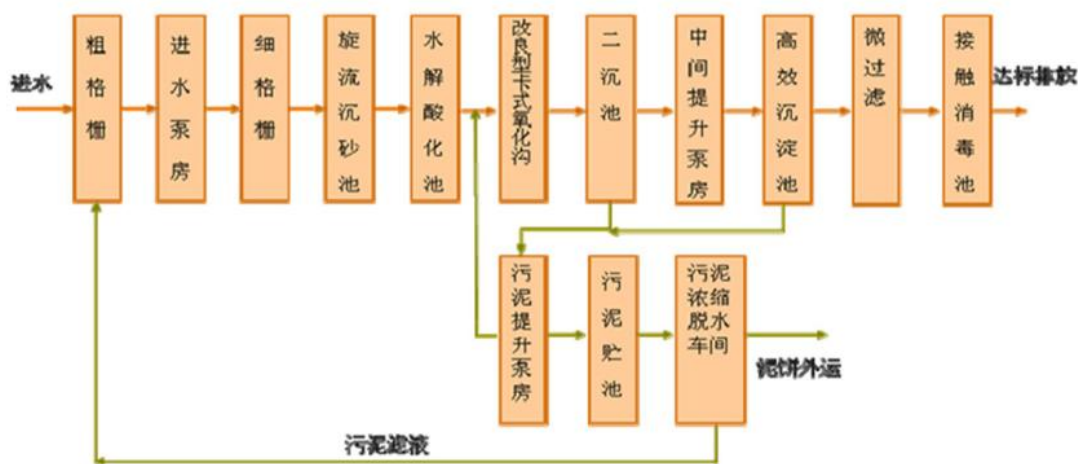 进水
粗格栅
进水泵房
细格栅
旋流沉砂池
水解酸化池
改良型卡式氧化沟
二沉池
中间提升泵房
高效沉淀池
微过滤
接触消毒池
达标排放
污泥提升泵房
污泥贮池
污泥
浓缩
脱水
车间
泥饼外运
污泥滤液